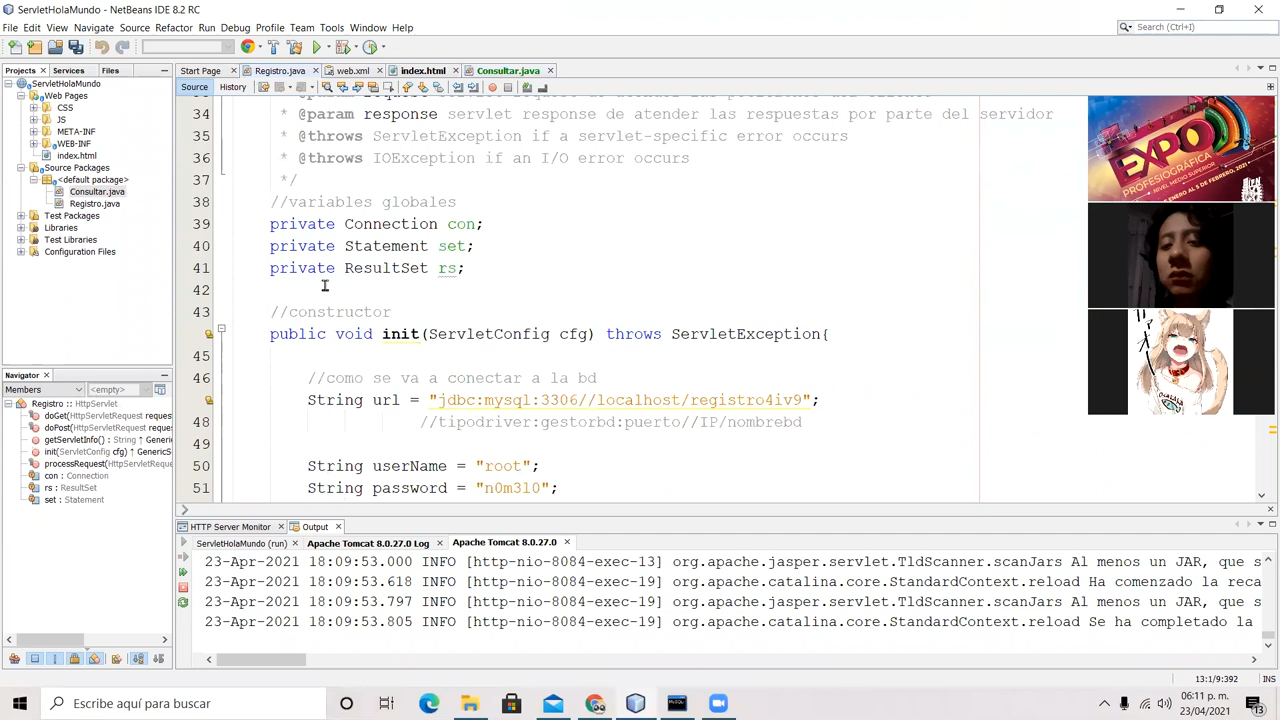 ServletHolaMundo - NetBeans IDE 8.2 RC
File Edit View Navigate Source Refactor Run Debug Profile Team Tools Window Help
Search (Ctrl+I)
Projects Services Files
Start Page Registro.java web.xml index.html Consultar.java
Source History
ServletHolaMundo
Web Pages
CSS
JS
META-INF
WEB-INF
index.html
Source Packages
<default package>
Consultar.java
Registro.java
Test Packages
Libraries
Test Libraries
Configuration Files
34 * @param response servlet response de atender las respuestas por parte del servidor
35 * @throws ServletException if a servlet-specific error occurs
36 * @throws IOException if an I/O error occurs
37 */
38 //variables globales
39 private Connection con;
40 private Statement set;
41 private ResultSet rs;
42
43 //constructor
public void init(ServletConfig cfg) throws ServletException{
45
46 //como se va a conectar a la bd
String url = "jdbc:mysql:3306//localhost/registro4iv9";
48 //tipodriver:gestorbd:puerto//IP/nombrebd
49
50 String userName = "root";
51 String password = "n0m3l0";
EXPO
PROFESIOGRÁFICA
NIVEL MEDIO SUPERIOR
ENERO AL 5 DE FEBRERO, 2021
Navigator
Members <empty>
Registro :: HttpServlet
doGet(HttpServletRequest reques
doPost(HttpServletRequest reque
getServletInfo() : String ↑ Generic
init(ServletConfig cfg) ↑ GenericS
processRequest(HttpServletReque
con : Connection
rs : ResultSet
set : Statement
HTTP Server Monitor Output
ServletHolaMundo (run) Apache Tomcat 8.0.27.0 Log Apache Tomcat 8.0.27.0
23-Apr-2021 18:09:53.000 INFO [http-nio-8084-exec-13] org.apache.jasper.servlet.TldScanner.scanJars Al menos un JAR, que s
23-Apr-2021 18:09:53.618 INFO [http-nio-8084-exec-19] org.apache.catalina.core.StandardContext.reload Ha comenzado la reca
23-Apr-2021 18:09:53.797 INFO [http-nio-8084-exec-19] org.apache.jasper.servlet.TldScanner.scanJars Al menos un JAR, que s
23-Apr-2021 18:09:53.805 INFO [http-nio-8084-exec-19] org.apache.catalina.core.StandardContext.reload Se ha completado la
13:1/9:392 INS
Escribe aquí para buscar
06:11 p. m.
23/04/2021
13